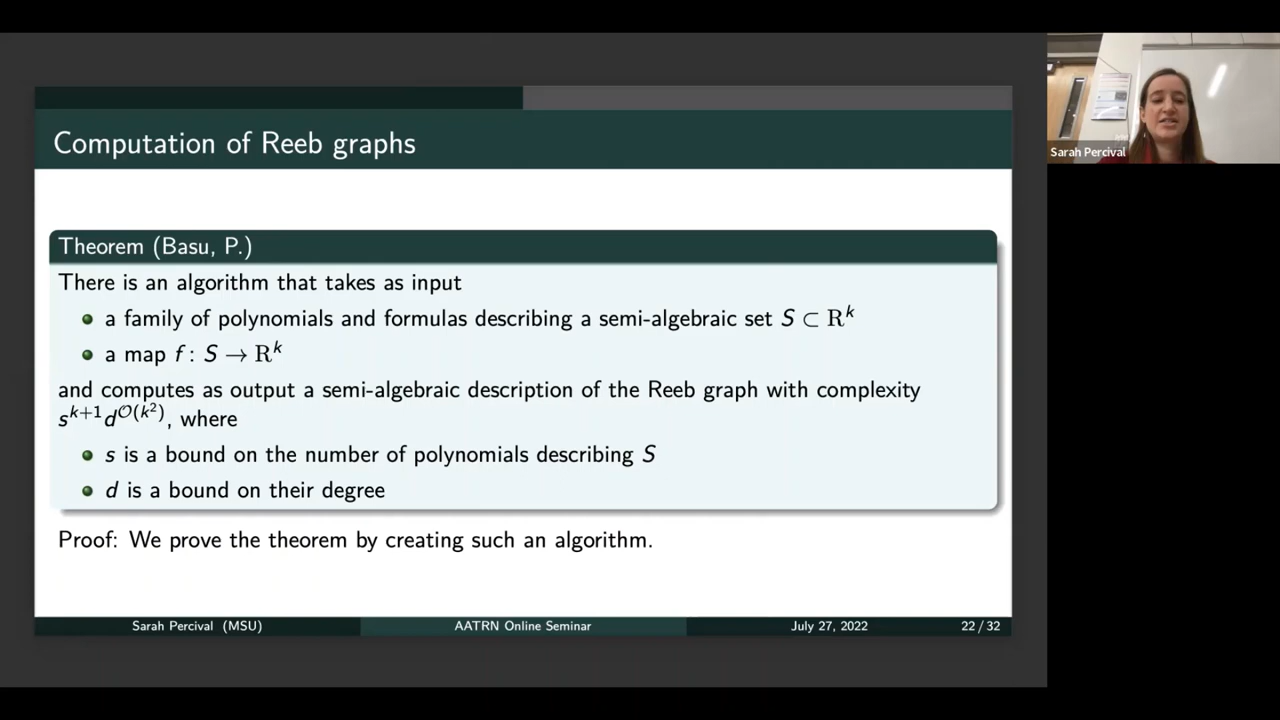 Computation of Reeb graphs
Sarah Percival
Theorem (Basu, P.)
There is an algorithm that takes as input
a family of polynomials and formulas describing a semi-algebraic set S ⊂ R^k
a map f: S → R^k
and computes as output a semi-algebraic description of the Reeb graph with complexity
s^{k+1}d^{O(k^2)}, where
s is a bound on the number of polynomials describing S
d is a bound on their degree
Proof: We prove the theorem by creating such an algorithm.
Sarah Percival (MSU) AATRN Online Seminar July 27, 2022 22 / 32